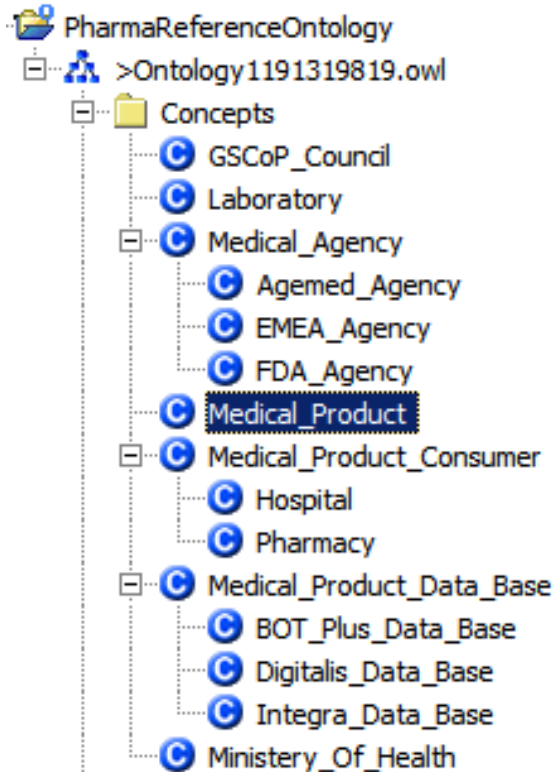 PharmaReferenceOntology
>Ontology1191319819.owl
Concepts
GSCoP_Council
Laboratory
Medical_Agency
Agemed_Agency
EMEA_Agency
FDA_Agency
Medical_Product
Medical_Product_Consumer
Hospital
Pharmacy
Medical_Product_Data_Base
BOT_Plus_Data_Base
Digitalis_Data_Base
Integra_Data_Base
Ministery_Of_Health